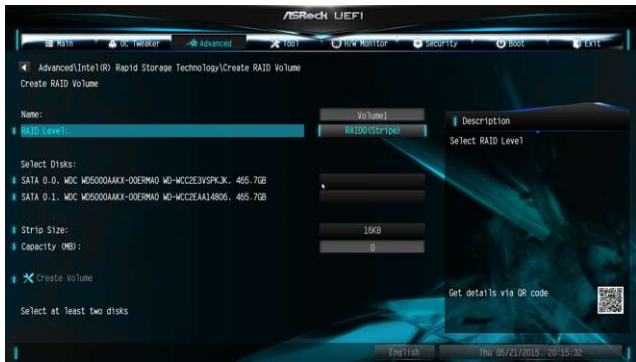 ASRock UEFI
Main OC Tweaker Advanced Tool H/W Monitor Security Boot Exit
Advanced\Intel(R) Rapid Storage Technology\Create RAID Volume
Create RAID Volume
Name: Volume1
RAID Level: RAID0(Stripe)
Select Disks:
SATA 0.0, WDC WD5000AAKX-00ERMA0 WD-WCC2E3VSPKJK, 465.7GB
SATA 0.1, WDC WD5000AAKX-00ERMA0 WD-WCC2EAA14806, 465.7GB
Strip Size: 16KB
Capacity (MB): 0
Create Volume
Select at least two disks
Description
Select RAID Level
Get details via QR code
English
Thu 05/21/2015, 20:15:32